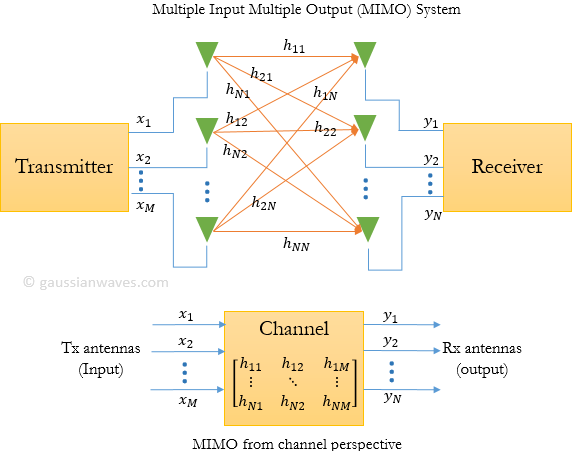 Multiple Input Multiple Output (MIMO) System
h11
h21
hN1
h1N
x1
h12
h22
y1
Transmitter
x2
hN2
Receiver
y2
xM
h2N
yN
hNN
© gaussianwaves.com
x1
Channel
y1
Tx antennas
(Input)
x2
h11 h12 h1M
⋮ ⋱ ⋮
hN1 hN2 hNM
y2
Rx antennas
(output)
xM
yN
MIMO from channel perspective